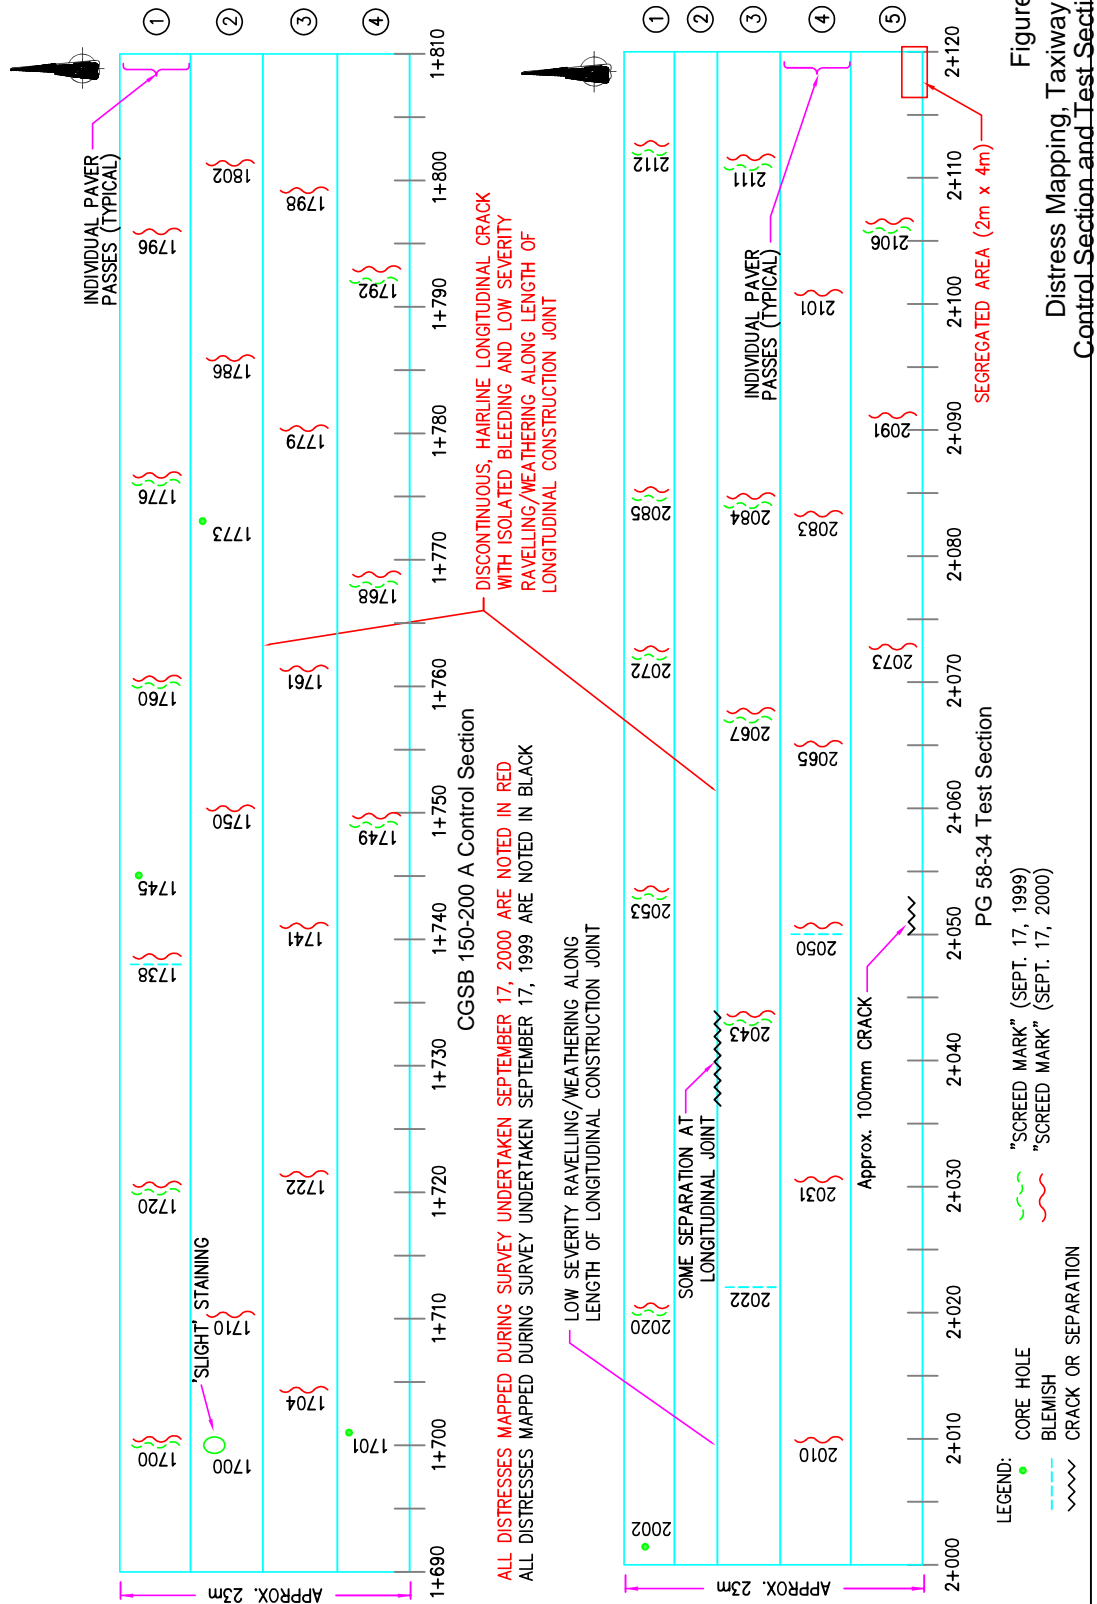 ①
②
③
④
INDIVIDUAL PAVER
PASSES (TYPICAL)
1700
1720
1738
1745
1760
1776
1796
1700
1710
1750
1773
1786
1802
'SLIGHT' STAINING
1704
1722
1741
1761
1779
1798
1701
1749
1768
1792
APPROX. 23m
1+690
1+700
1+710
1+720
1+730
1+740
1+750
1+760
1+770
1+780
1+790
1+800
1+810
CGSB 150-200 A Control Section
ALL DISTRESSES MAPPED DURING SURVEY UNDERTAKEN SEPTEMBER 17, 2000 ARE NOTED IN RED
ALL DISTRESSES MAPPED DURING SURVEY UNDERTAKEN SEPTEMBER 17, 1999 ARE NOTED IN BLACK
DISCONTINUOUS, HAIRLINE LONGITUDINAL CRACK
WITH ISOLATED BLEEDING AND LOW SEVERITY
RAVELLING/WEATHERING ALONG LENGTH OF
LONGITUDINAL CONSTRUCTION JOINT
LOW SEVERITY RAVELLING/WEATHERING ALONG
LENGTH OF LONGITUDINAL CONSTRUCTION JOINT
①
②
③
④
⑤
2002
2020
2053
2072
2085
2112
SOME SEPARATION AT
LONGITUDINAL JOINT
2022
2043
2067
2084
2111
INDIVIDUAL PAVER
PASSES (TYPICAL)
2010
2031
2050
2065
2083
2101
Approx. 100mm CRACK
2073
2091
2106
APPROX. 23m
2+000
2+010
2+020
2+030
2+040
2+050
2+060
2+070
2+080
2+090
2+100
2+110
2+120
PG 58-34 Test Section
SEGREGATED AREA (2m x 4m)
LEGEND:
CORE HOLE
BLEMISH
CRACK OR SEPARATION
"SCREED MARK" (SEPT. 17, 1999)
"SCREED MARK" (SEPT. 17, 2000)
Figure
Distress Mapping, Taxiway
Control Section and Test Secti